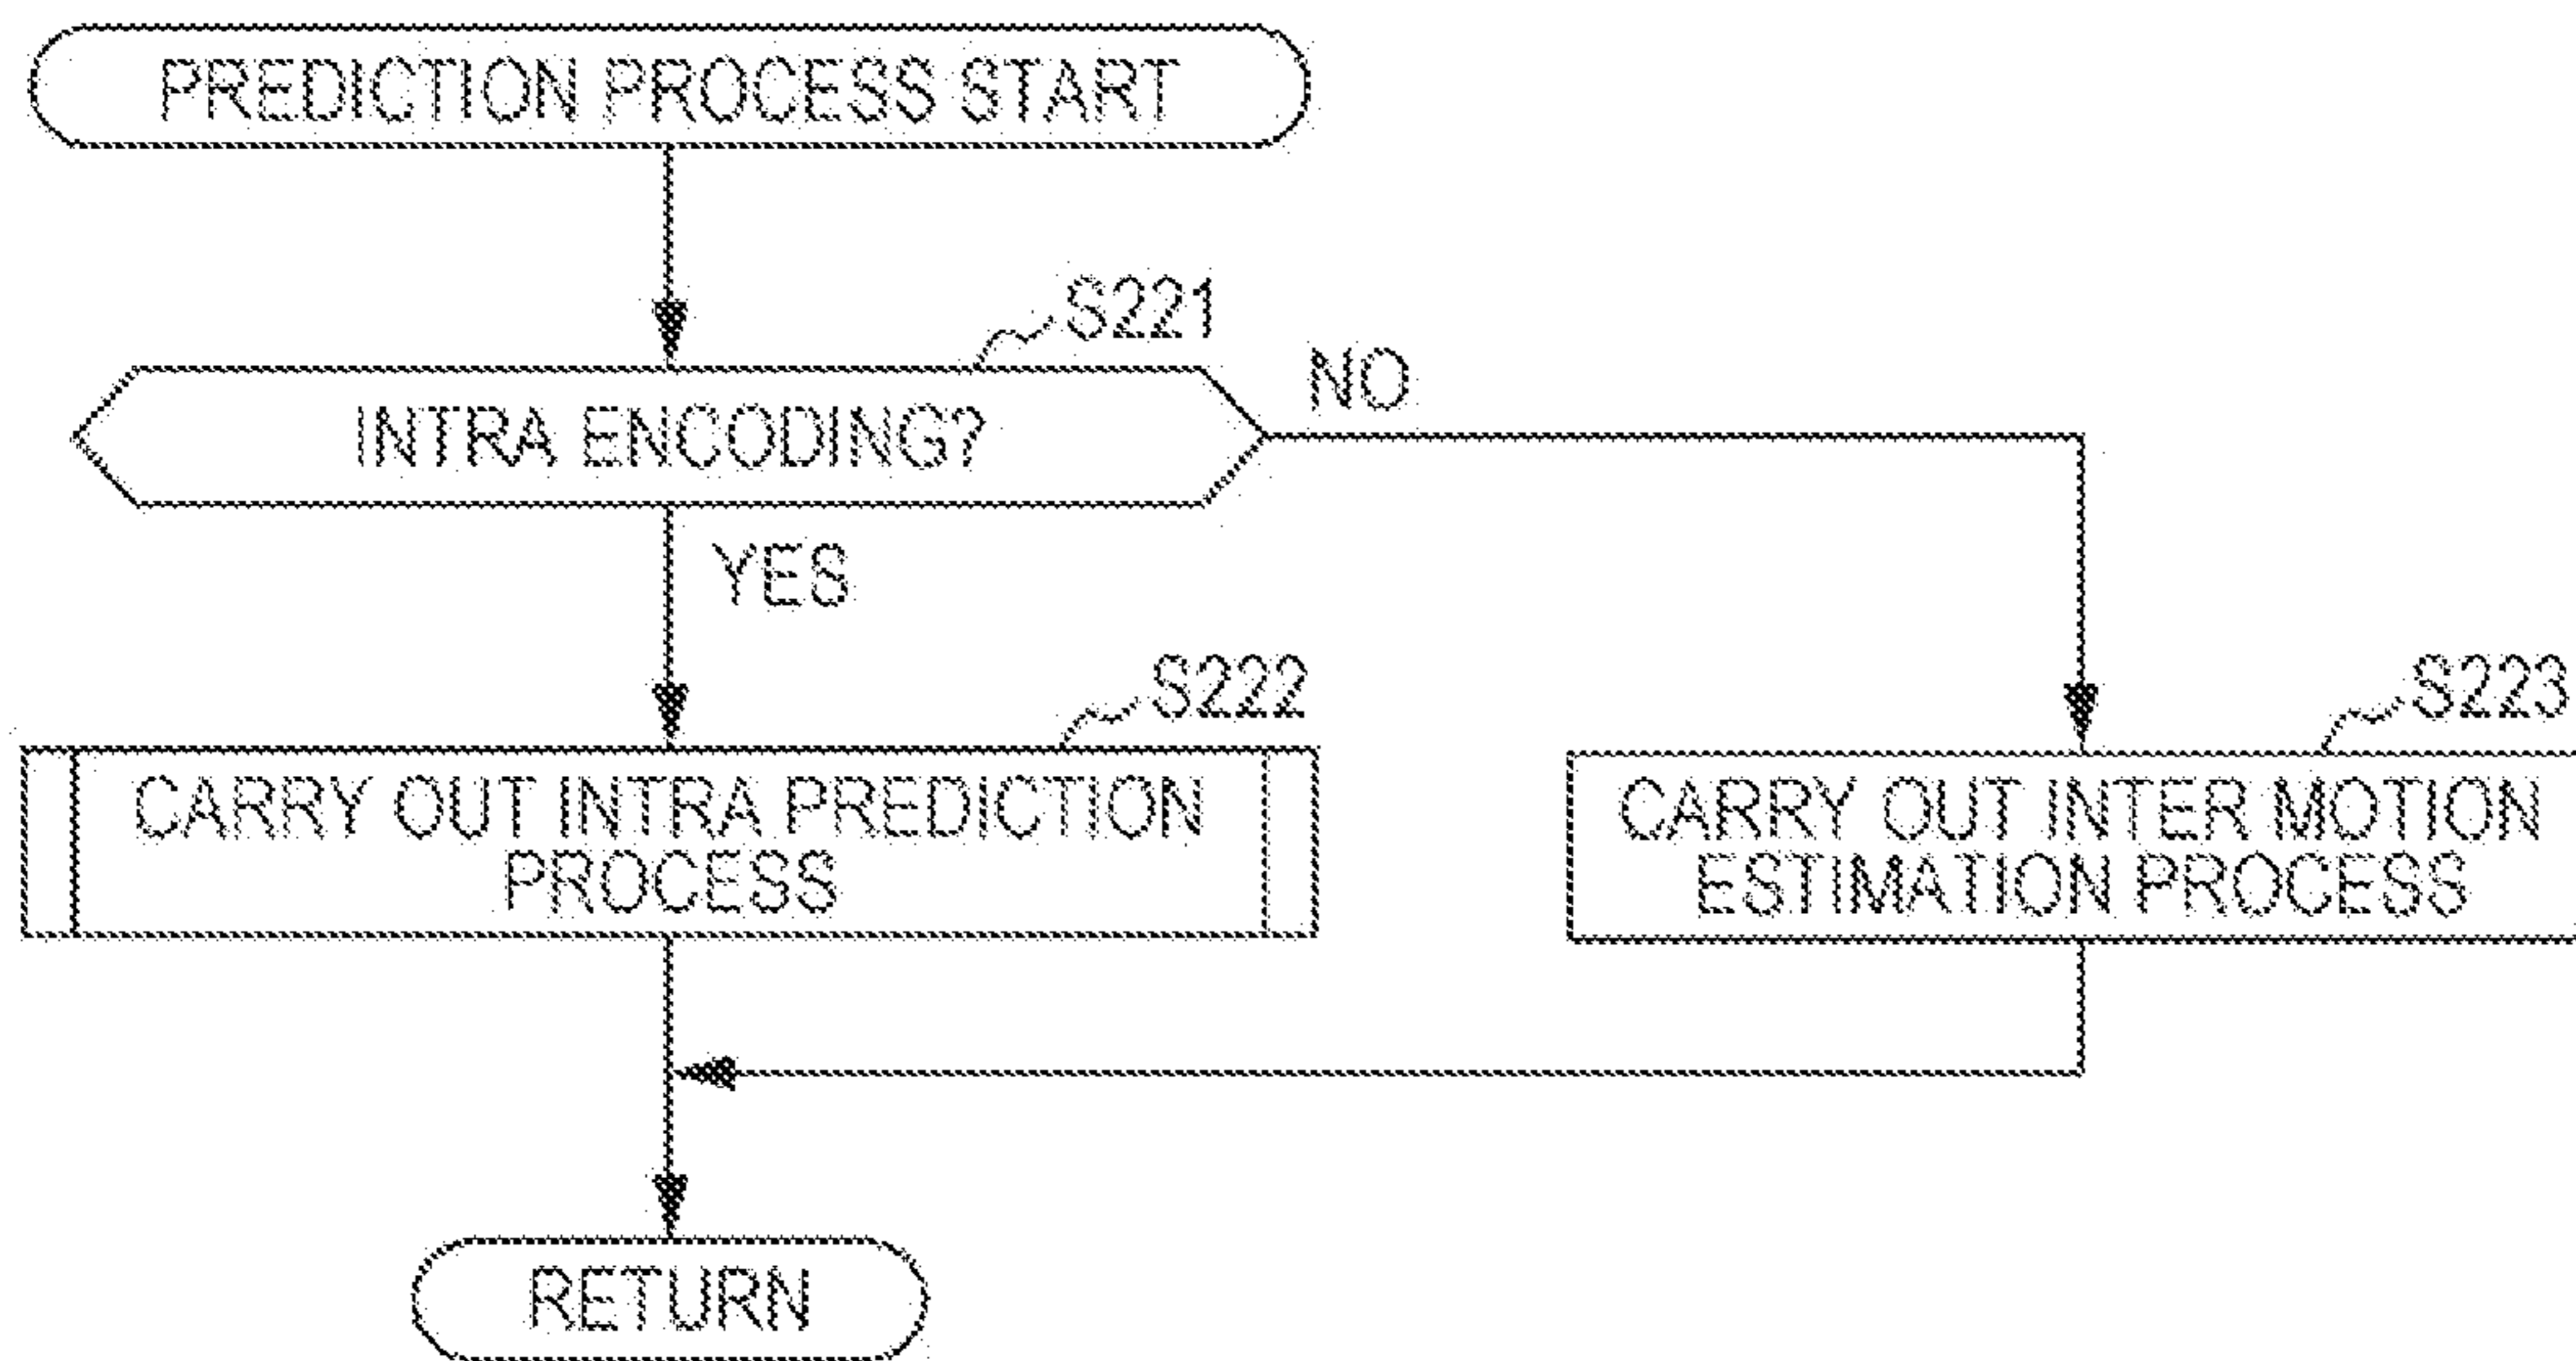 PREDICTION PROCESS START
S221
INTRA ENCODING?
NO
YES
S222
CARRY OUT INTRA PREDICTION
PROCESS
S223
CARRY OUT INTER MOTION
ESTIMATION PROCESS
RETURN